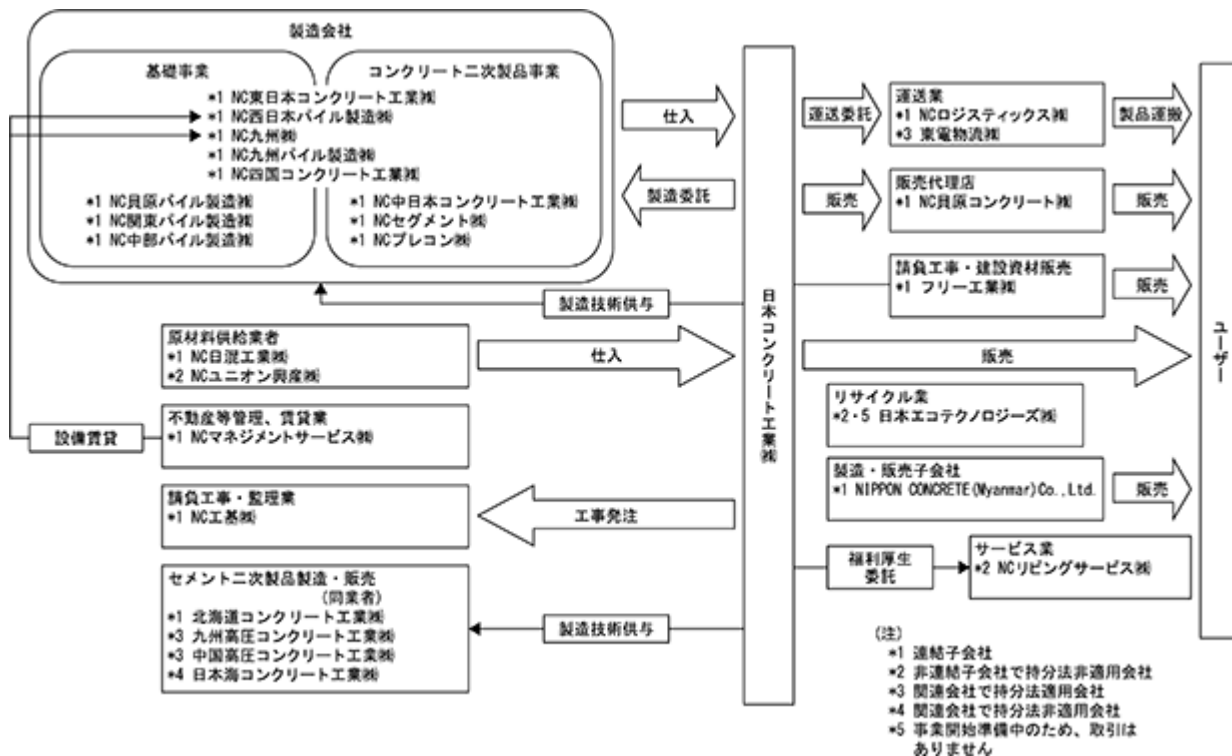 製造会社
基礎事業
コンクリート二次製品事業
*1 NC東日本コンクリート工業㈱
*1 NC西日本パイル製造㈱
*1 NC九州㈱
*1 NC九州パイル製造㈱
*1 NC四国コンクリート工業㈱
*1 NC貝原パイル製造㈱
*1 NC関東パイル製造㈱
*1 NC中部パイル製造㈱
*1 NC中日本コンクリート工業㈱
*1 NCセグメント㈱
*1 NCプレコン㈱
仕入
製造委託
製造技術供与
原材料供給業者
*1 NC日混工業㈱
*2 NCユニオン興産㈱
仕入
不動産等管理、賃貸業
*1 NCマネジメントサービス㈱
設備賃貸
請負工事・監理業
*1 NC工基㈱
工事発注
セメント二次製品製造・販売
(同業者)
*1 北海道コンクリート工業㈱
*3 九州高圧コンクリート工業㈱
*3 中国高圧コンクリート工業㈱
*4 日本海コンクリート工業㈱
製造技術供与
日本コンクリート工業㈱
運送委託
運送業
*1 NCロジスティックス㈱
*3 東電物流㈱
製品運搬
販売
販売代理店
*1 NC貝原コンクリート㈱
販売
請負工事・建設資材販売
*1 フリー工業㈱
販売
販売
リサイクル業
*2・5 日本エコテクノロジーズ㈱
製造・販売子会社
*1 NIPPON CONCRETE(Myanmar)Co.,Ltd.
販売
福利厚生
委託
サービス業
*2 NCリビングサービス㈱
ユーザー
(注)
*1 連結子会社
*2 非連結子会社で持分法非適用会社
*3 関連会社で持分法適用会社
*4 関連会社で持分法非適用会社
*5 事業開始準備中のため、取引は
ありません